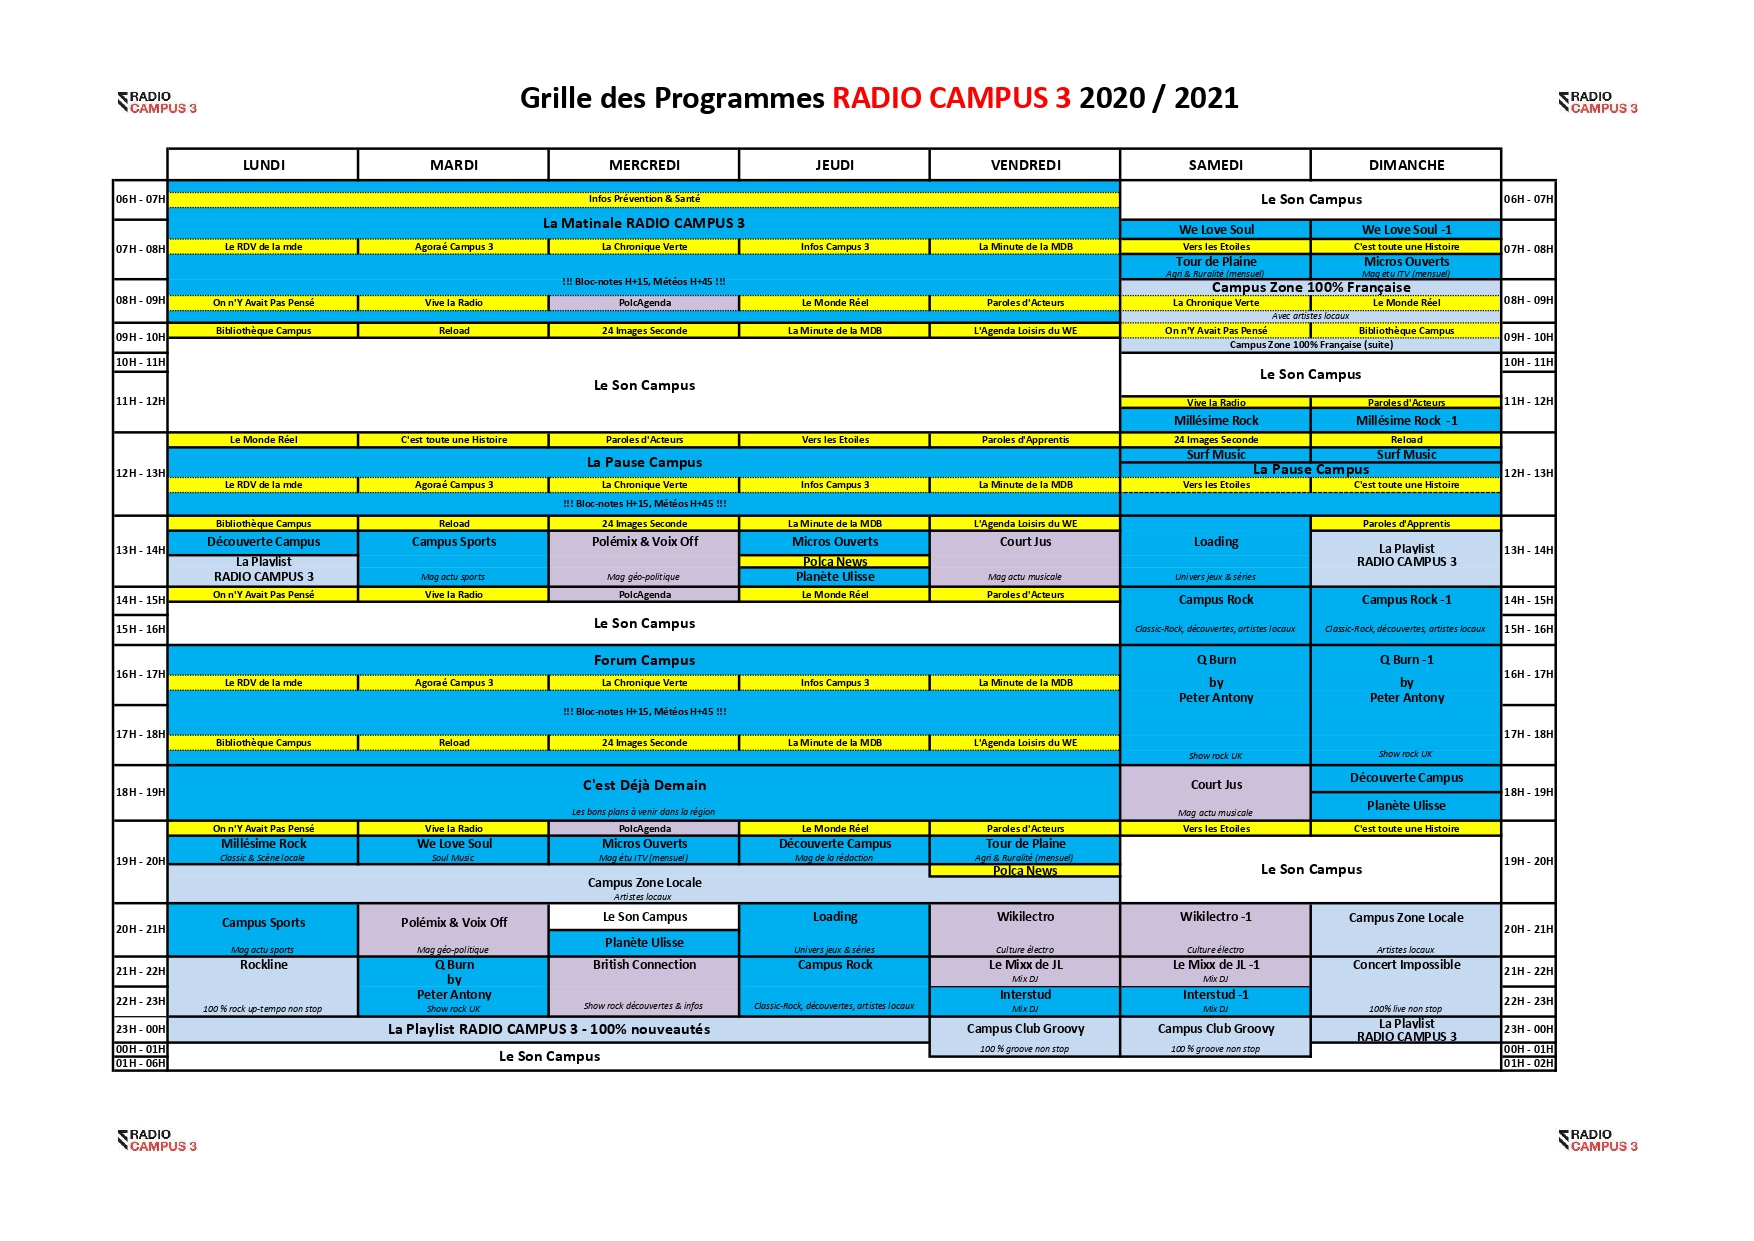 Grille des Programmes RADIO CAMPUS 3 2020 / 2021
RADIO
CAMPUS 3
RADIO
CAMPUS 3
LUNDI MARDI MERCREDI JEUDI VENDREDI SAMEDI DIMANCHE
06H - 07H Infos Prévention & Santé Le Son Campus 06H - 07H
La Matinale RADIO CAMPUS 3
We Love Soul We Love Soul -1
07H - 08H Le RDV de la mde Agoraé Campus 3 La Chronique Verte Infos Campus 3 La Minute de la MDB Vers les Etoiles C'est toute une Histoire 07H - 08H
Tour de Plaine Micros Ouverts
Agri & Ruralité (mensuel) Mag étu ITV (mensuel)
!!! Bloc-notes H+15, Météos H+45 !!!
Campus Zone 100% Française
08H - 09H On n'Y Avait Pas Pensé Vive la Radio PolcAgenda Le Monde Réel Paroles d'Acteurs La Chronique Verte Le Monde Réel 08H - 09H
Avec artistes locaux
09H - 10H Bibliothèque Campus Reload 24 Images Seconde La Minute de la MDB L'Agenda Loisirs du WE On n'Y Avait Pas Pensé Bibliothèque Campus 09H - 10H
Campus Zone 100% Française (suite)
10H - 11H 10H - 11H
Le Son Campus Le Son Campus
11H - 12H Vive la Radio Paroles d'Acteurs 11H - 12H
Millésime Rock Millésime Rock -1
Le Monde Réel C'est toute une Histoire Paroles d'Acteurs Vers les Etoiles Paroles d'Apprentis 24 Images Seconde Reload
Surf Music Surf Music
La Pause Campus
12H - 13H La Pause Campus 12H - 13H
Le RDV de la mde Agoraé Campus 3 La Chronique Verte Infos Campus 3 La Minute de la MDB Vers les Etoiles C'est toute une Histoire
!!! Bloc-notes H+15, Météos H+45 !!!
Bibliothèque Campus Reload 24 Images Seconde La Minute de la MDB L'Agenda Loisirs du WE Paroles d'Apprentis
Découverte Campus Campus Sports Polémix & Voix Off Micros Ouverts Court Jus Loading La Playlist
13H - 14H La Playlist Polca News RADIO CAMPUS 3 13H - 14H
RADIO CAMPUS 3 Mag actu sports Mag géo-politique Planète Ulisse Mag actu musicale Univers jeux & séries
14H - 15H On n'Y Avait Pas Pensé Vive la Radio PolcAgenda Le Monde Réel Paroles d'Acteurs Campus Rock Campus Rock -1 14H - 15H
Le Son Campus
15H - 16H Classic-Rock, découvertes, artistes locaux Classic-Rock, découvertes, artistes locaux 15H - 16H
Forum Campus Q Burn Q Burn -1
16H - 17H Le RDV de la mde Agoraé Campus 3 La Chronique Verte Infos Campus 3 La Minute de la MDB by by 16H - 17H
Peter Antony Peter Antony
!!! Bloc-notes H+15, Météos H+45 !!!
17H - 18H 17H - 18H
Bibliothèque Campus Reload 24 Images Seconde La Minute de la MDB L'Agenda Loisirs du WE
Show rock UK Show rock UK
Découverte Campus
18H - 19H C'est Déjà Demain Court Jus 18H - 19H
Planète Ulisse
Les bons plans à venir dans la région Mag actu musicale
On n'Y Avait Pas Pensé Vive la Radio PolcAgenda Le Monde Réel Paroles d'Acteurs Vers les Etoiles C'est toute une Histoire
Millésime Rock We Love Soul Micros Ouverts Découverte Campus Tour de Plaine
Classic & Scène locale Soul Music Mag étu ITV (mensuel) Mag de la rédaction Agri & Ruralité (mensuel)
19H - 20H Polca News Le Son Campus 19H - 20H
Campus Zone Locale
Artistes locaux
Campus Sports Polémix & Voix Off Le Son Campus Loading Wikilectro Wikilectro -1 Campus Zone Locale
20H - 21H Planète Ulisse 20H - 21H
Mag actu sports Mag géo-politique Univers jeux & séries Culture électro Culture électro Artistes locaux
Rockline Q Burn British Connection Campus Rock Le Mixx de JL Le Mixx de JL -1 Concert Impossible
21H - 22H by Mix DJ Mix DJ 21H - 22H
Peter Antony Interstud Interstud -1
22H - 23H 100 % rock up-tempo non stop Show rock UK Show rock découvertes & infos Classic-Rock, découvertes, artistes locaux Mix DJ Mix DJ 100% live non stop 22H - 23H
23H - 00H La Playlist RADIO CAMPUS 3 - 100% nouveautés Campus Club Groovy Campus Club Groovy La Playlist 23H - 00H
RADIO CAMPUS 3
00H - 01H 100 % groove non stop 100 % groove non stop 00H - 01H
Le Son Campus
01H - 06H 01H - 02H
RADIO
CAMPUS 3
RADIO
CAMPUS 3